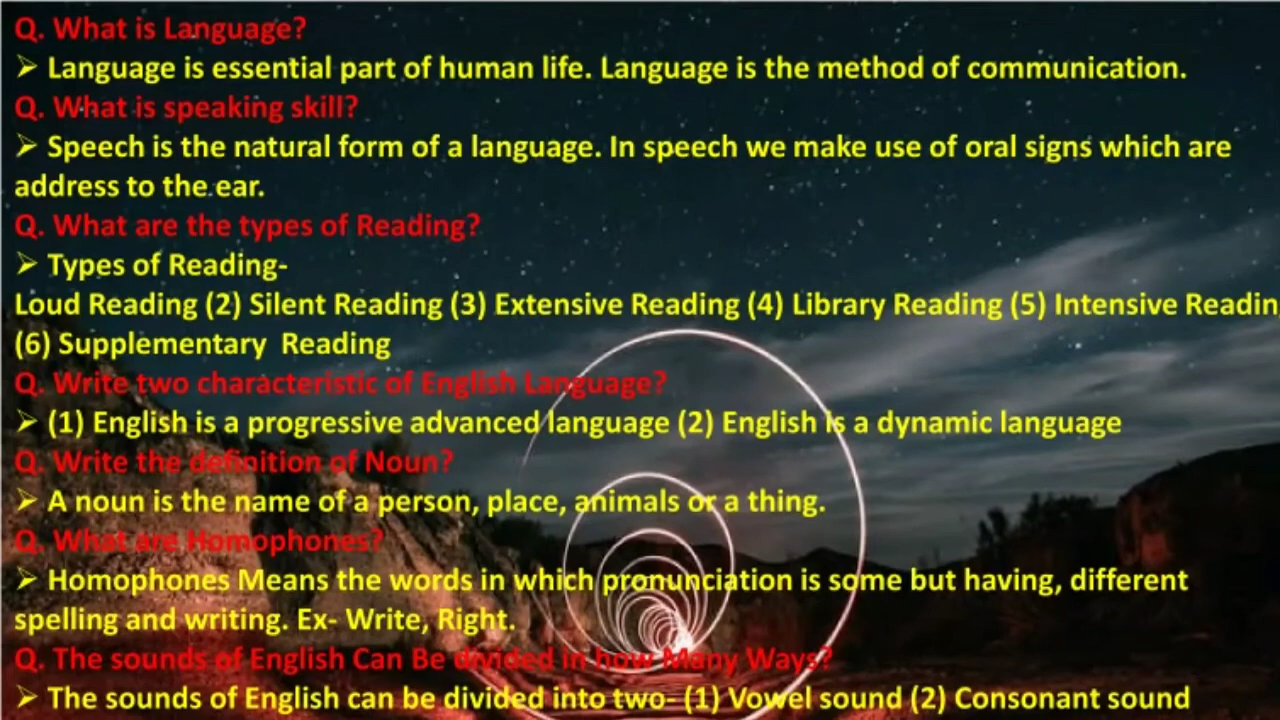 Q. What is Language?
➢ Language is essential part of human life. Language is the method of communication.
Q. What is speaking skill?
➢ Speech is the natural form of a language. In speech we make use of oral signs which are
address to the ear.
Q. What are the types of Reading?
➢ Types of Reading-
Loud Reading (2) Silent Reading (3) Extensive Reading (4) Library Reading (5) Intensive Readin
(6) Supplementary Reading
Q. Write two characteristic of English Language?
➢ (1) English is a progressive advanced language (2) English is a dynamic language
Q. Write the definition of Noun?
➢ A noun is the name of a person, place, animals or a thing.
Q. What are Homophones?
➢ Homophones Means the words in which pronunciation is some but having, different
spelling and writing. Ex- Write, Right.
Q. The sounds of English Can Be divided in how Many Ways?
➢ The sounds of English can be divided into two- (1) Vowel sound (2) Consonant sound